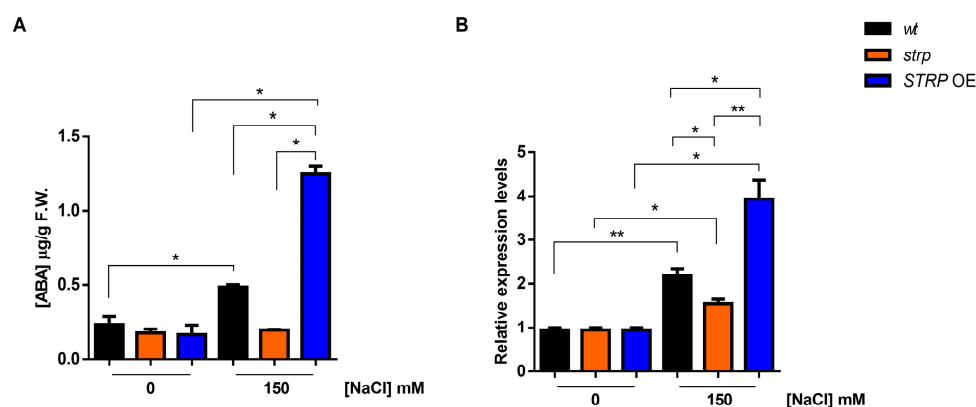 A
B
wt
strp
STRP OE
*
*
*
*
[ABA] µg/g F.W.
1.5
1.0
0.5
0.0
0
150
[NaCl] mM
*
**
*
*
*
**
Relative expression levels
5
4
3
2
1
0
0
150
[NaCl] mM